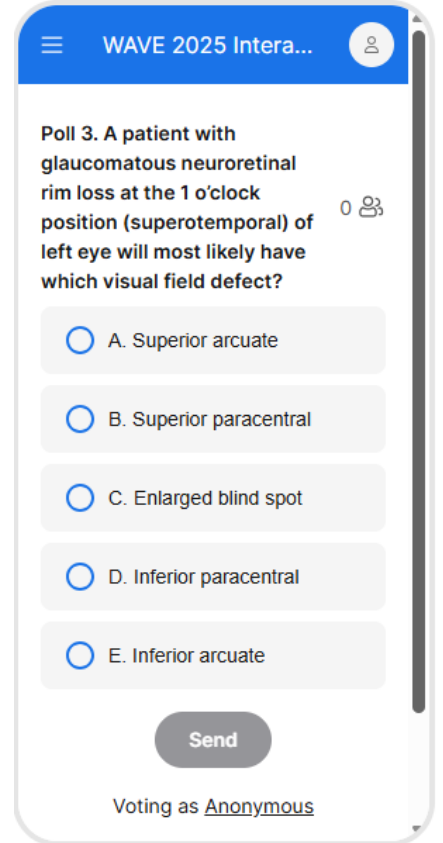 WAVE 2025 Intera...
Poll 3. A patient with
glaucomatous neuroretinal
rim loss at the 1 o’clock
position (superotemporal) of
left eye will most likely have
which visual field defect?
0
A. Superior arcuate
B. Superior paracentral
C. Enlarged blind spot
D. Inferior paracentral
E. Inferior arcuate
Send
Voting as Anonymous